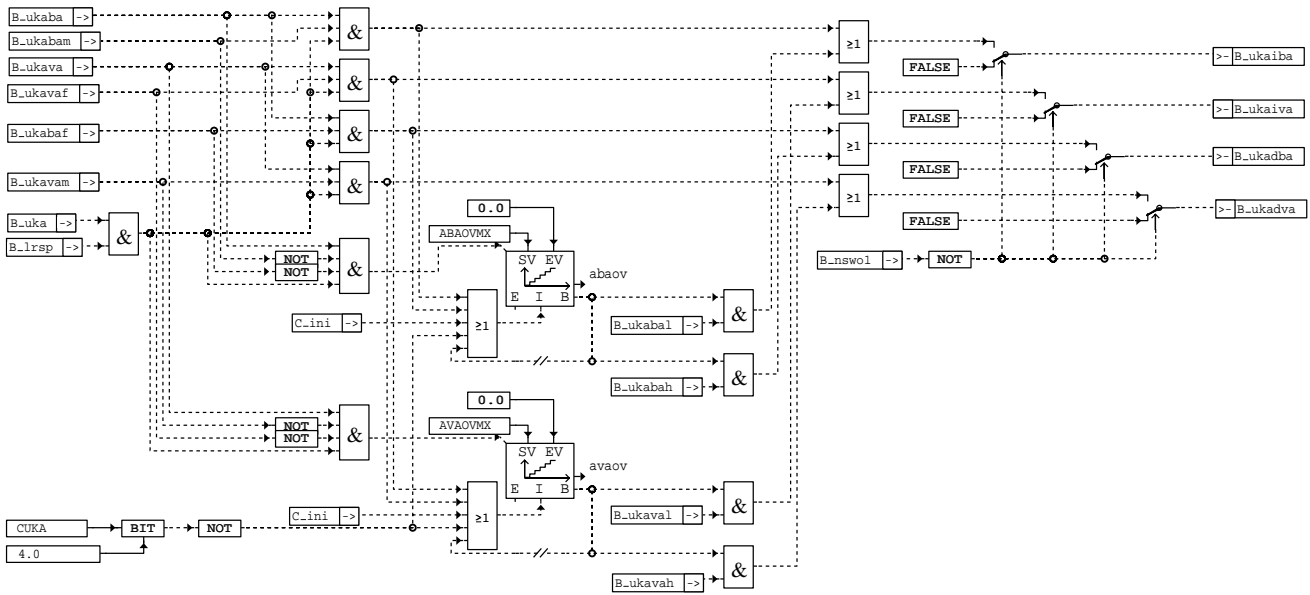 B_ukaba ->
B_ukabam ->
B_ukava ->
B_ukavaf ->
B_ukabaf ->
B_ukavam ->
B_uka ->
B_lrsp ->
&
&
&
&
&
≥1
≥1
≥1
≥1
FALSE
FALSE
FALSE
FALSE
>- B_ukaiba
>- B_ukaiva
>- B_ukadba
>- B_ukadva
B_nswol -> NOT
NOT
NOT
&
0.0
ABAOVMX
SV EV
E I B
abaov
C_ini ->
≥1
B_ukabal ->
&
B_ukabah ->
&
NOT
NOT
&
0.0
AVAOVMX
SV EV
E I B
avaov
C_ini ->
≥1
B_ukaval ->
&
B_ukavah ->
&
CUKA
BIT
NOT
4.0